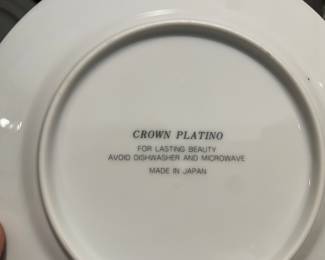 CROWN PLATINO
FOR LASTING BEAUTY
AVOID DISHWASHER AND MICROWAVE
MADE IN JAPAN